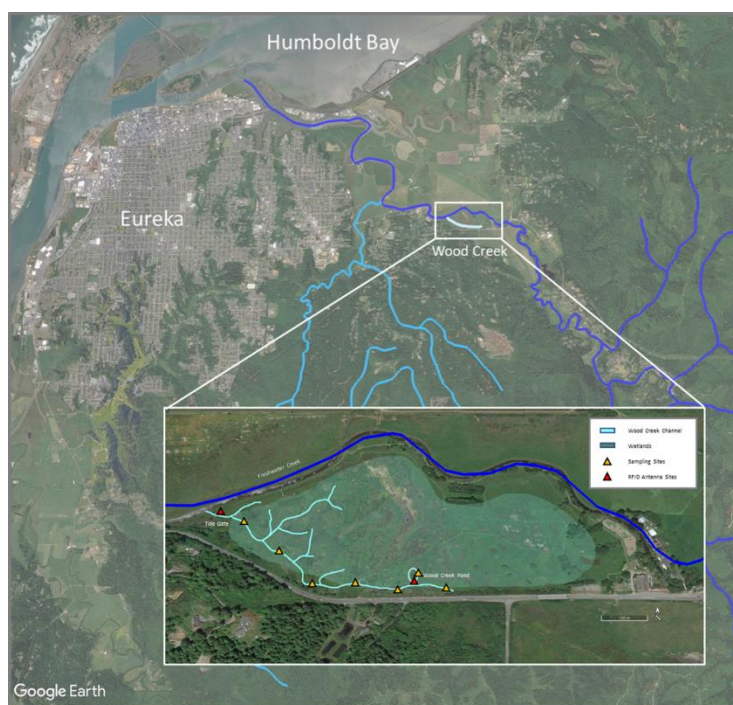 Humboldt Bay
Eureka
Wood Creek
Wood Creek Channel
Wetlands
Sampling Sites
RFID Antenna Sites
Freshwater Creek
Tide Gate
Wood Creek Pond
N
Google Earth